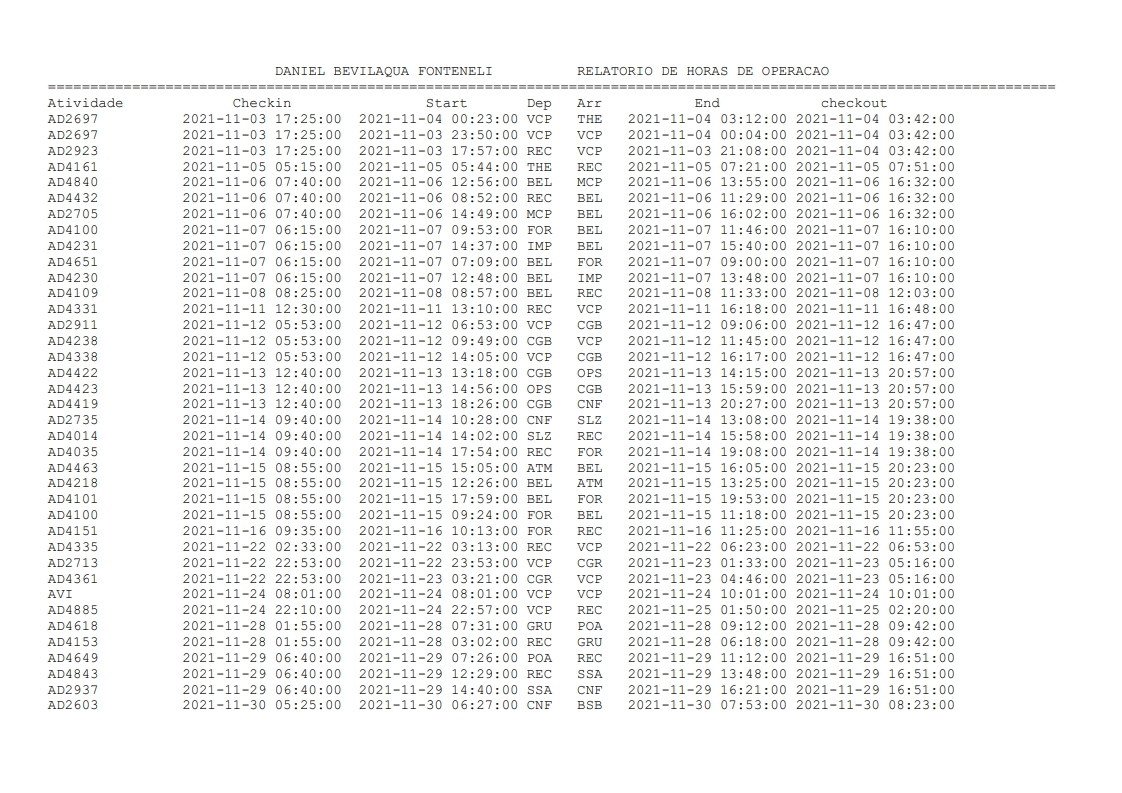 DANIEL BEVILAQUA FONTENELI RELATORIO DE HORAS DE OPERACAO
========================================================================================================================
Atividade Checkin Start Dep Arr End checkout
AD2697 2021-11-03 17:25:00 2021-11-04 00:23:00 VCP THE 2021-11-04 03:12:00 2021-11-04 03:42:00
AD2697 2021-11-03 17:25:00 2021-11-03 23:50:00 VCP VCP 2021-11-04 00:04:00 2021-11-04 03:42:00
AD2923 2021-11-03 17:25:00 2021-11-03 17:57:00 REC VCP 2021-11-03 21:08:00 2021-11-04 03:42:00
AD4161 2021-11-05 05:15:00 2021-11-05 05:44:00 THE REC 2021-11-05 07:21:00 2021-11-05 07:51:00
AD4840 2021-11-06 07:40:00 2021-11-06 12:56:00 BEL MCP 2021-11-06 13:55:00 2021-11-06 16:32:00
AD4432 2021-11-06 07:40:00 2021-11-06 08:52:00 REC BEL 2021-11-06 11:29:00 2021-11-06 16:32:00
AD2705 2021-11-06 07:40:00 2021-11-06 14:49:00 MCP BEL 2021-11-06 16:02:00 2021-11-06 16:32:00
AD4100 2021-11-07 06:15:00 2021-11-07 09:53:00 FOR BEL 2021-11-07 11:46:00 2021-11-07 16:10:00
AD4231 2021-11-07 06:15:00 2021-11-07 14:37:00 IMP BEL 2021-11-07 15:40:00 2021-11-07 16:10:00
AD4651 2021-11-07 06:15:00 2021-11-07 07:09:00 BEL FOR 2021-11-07 09:00:00 2021-11-07 16:10:00
AD4230 2021-11-07 06:15:00 2021-11-07 12:48:00 BEL IMP 2021-11-07 13:48:00 2021-11-07 16:10:00
AD4109 2021-11-08 08:25:00 2021-11-08 08:57:00 BEL REC 2021-11-08 11:33:00 2021-11-08 12:03:00
AD4331 2021-11-11 12:30:00 2021-11-11 13:10:00 REC VCP 2021-11-11 16:18:00 2021-11-11 16:48:00
AD2911 2021-11-12 05:53:00 2021-11-12 06:53:00 VCP CGB 2021-11-12 09:06:00 2021-11-12 16:47:00
AD4238 2021-11-12 05:53:00 2021-11-12 09:49:00 CGB VCP 2021-11-12 11:45:00 2021-11-12 16:47:00
AD4338 2021-11-12 05:53:00 2021-11-12 14:05:00 VCP CGB 2021-11-12 16:17:00 2021-11-12 16:47:00
AD4422 2021-11-13 12:40:00 2021-11-13 13:18:00 CGB OPS 2021-11-13 14:15:00 2021-11-13 20:57:00
AD4423 2021-11-13 12:40:00 2021-11-13 14:56:00 OPS CGB 2021-11-13 15:59:00 2021-11-13 20:57:00
AD4419 2021-11-13 12:40:00 2021-11-13 18:26:00 CGB CNF 2021-11-13 20:27:00 2021-11-13 20:57:00
AD2735 2021-11-14 09:40:00 2021-11-14 10:28:00 CNF SLZ 2021-11-14 13:08:00 2021-11-14 19:38:00
AD4014 2021-11-14 09:40:00 2021-11-14 14:02:00 SLZ REC 2021-11-14 15:58:00 2021-11-14 19:38:00
AD4035 2021-11-14 09:40:00 2021-11-14 17:54:00 REC FOR 2021-11-14 19:08:00 2021-11-14 19:38:00
AD4463 2021-11-15 08:55:00 2021-11-15 15:05:00 ATM BEL 2021-11-15 16:05:00 2021-11-15 20:23:00
AD4218 2021-11-15 08:55:00 2021-11-15 12:26:00 BEL ATM 2021-11-15 13:25:00 2021-11-15 20:23:00
AD4101 2021-11-15 08:55:00 2021-11-15 17:59:00 BEL FOR 2021-11-15 19:53:00 2021-11-15 20:23:00
AD4100 2021-11-15 08:55:00 2021-11-15 09:24:00 FOR BEL 2021-11-15 11:18:00 2021-11-15 20:23:00
AD4151 2021-11-16 09:35:00 2021-11-16 10:13:00 FOR REC 2021-11-16 11:25:00 2021-11-16 11:55:00
AD4335 2021-11-22 02:33:00 2021-11-22 03:13:00 REC VCP 2021-11-22 06:23:00 2021-11-22 06:53:00
AD2713 2021-11-22 22:53:00 2021-11-22 23:53:00 VCP CGR 2021-11-23 01:33:00 2021-11-23 05:16:00
AD4361 2021-11-22 22:53:00 2021-11-23 03:21:00 CGR VCP 2021-11-23 04:46:00 2021-11-23 05:16:00
AVI 2021-11-24 08:01:00 2021-11-24 08:01:00 VCP VCP 2021-11-24 10:01:00 2021-11-24 10:01:00
AD4885 2021-11-24 22:10:00 2021-11-24 22:57:00 VCP REC 2021-11-25 01:50:00 2021-11-25 02:20:00
AD4618 2021-11-28 01:55:00 2021-11-28 07:31:00 GRU POA 2021-11-28 09:12:00 2021-11-28 09:42:00
AD4153 2021-11-28 01:55:00 2021-11-28 03:02:00 REC GRU 2021-11-28 06:18:00 2021-11-28 09:42:00
AD4649 2021-11-29 06:40:00 2021-11-29 07:26:00 POA REC 2021-11-29 11:12:00 2021-11-29 16:51:00
AD4843 2021-11-29 06:40:00 2021-11-29 12:29:00 REC SSA 2021-11-29 13:48:00 2021-11-29 16:51:00
AD2937 2021-11-29 06:40:00 2021-11-29 14:40:00 SSA CNF 2021-11-29 16:21:00 2021-11-29 16:51:00
AD2603 2021-11-30 05:25:00 2021-11-30 06:27:00 CNF BSB 2021-11-30 07:53:00 2021-11-30 08:23:00